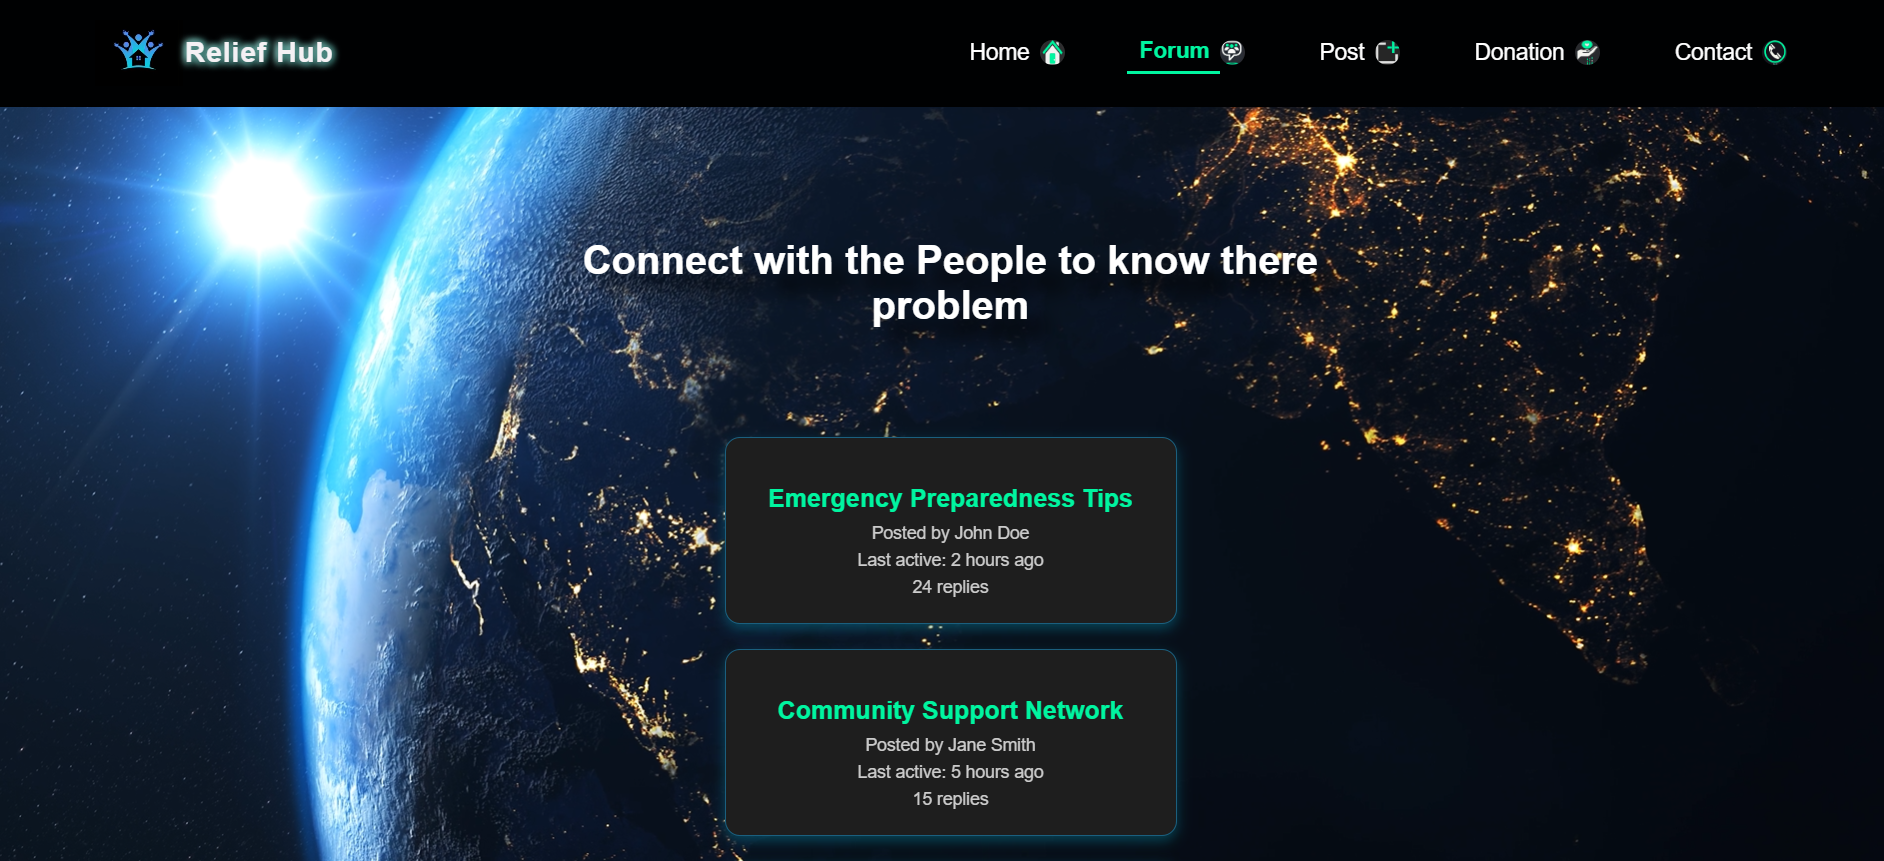 Relief Hub
Home
Forum
Post
Donation
Contact
Connect with the People to know there
problem
Emergency Preparedness Tips
Posted by John Doe
Last active: 2 hours ago
24 replies
Community Support Network
Posted by Jane Smith
Last active: 5 hours ago
15 replies